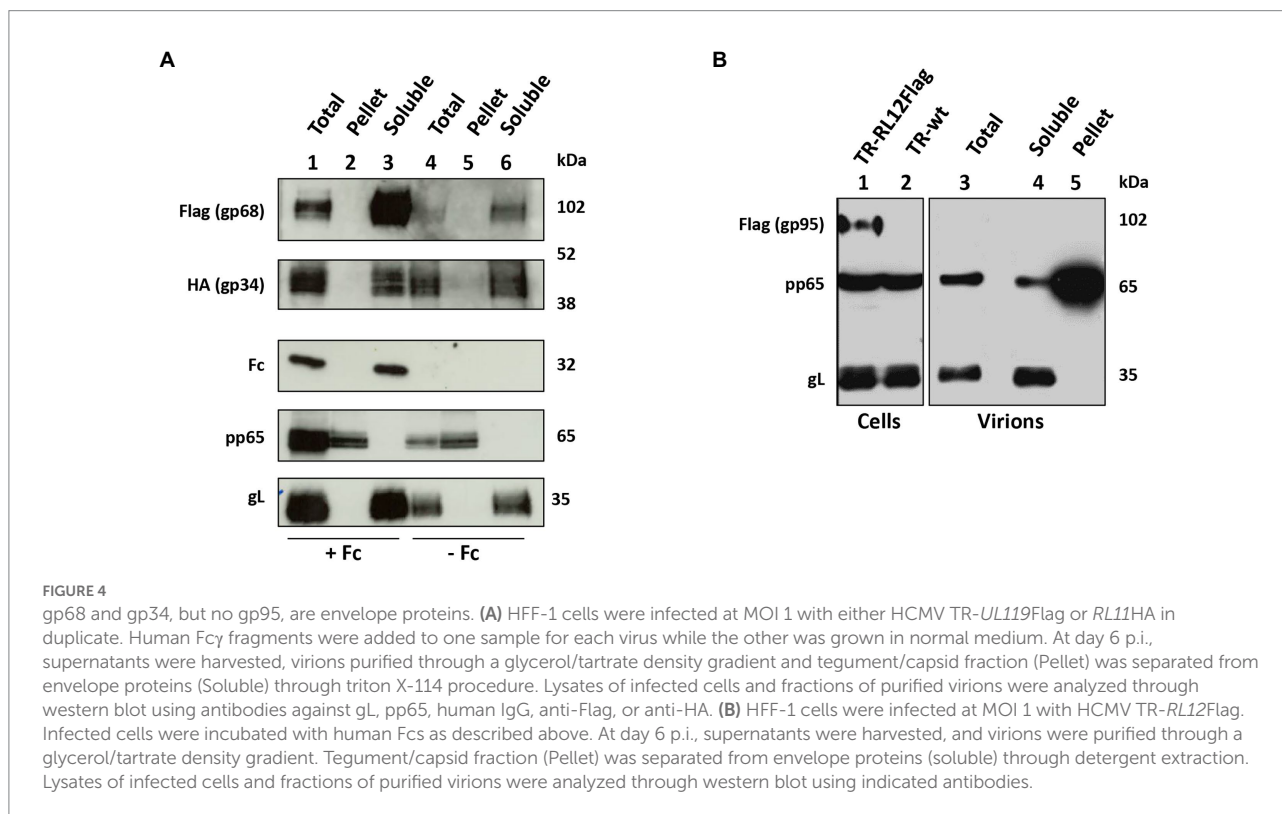 A
Total
Pellet
Soluble
Total
Pellet
Soluble
1 2 3 4 5 6 kDa
Flag (gp68) 102
52
HA (gp34)
38
Fc 32
pp65 65
gL 35
+ Fc - Fc
B
TR-RL12Flag
TR-wt
Total
Soluble
Pellet
1 2 3 4 5 kDa
Flag (gp95) 102
pp65 65
gL 35
Cells Virions
FIGURE 4
gp68 and gp34, but no gp95, are envelope proteins. (A) HFF-1 cells were infected at MOI 1 with either HCMV TR-UL119Flag or RL11HA in
duplicate. Human Fcγ fragments were added to one sample for each virus while the other was grown in normal medium. At day 6 p.i.,
supernatants were harvested, virions purified through a glycerol/tartrate density gradient and tegument/capsid fraction (Pellet) was separated from
envelope proteins (Soluble) through triton X-114 procedure. Lysates of infected cells and fractions of purified virions were analyzed through
western blot using antibodies against gL, pp65, human IgG, anti-Flag, or anti-HA. (B) HFF-1 cells were infected at MOI 1 with HCMV TR-RL12Flag.
Infected cells were incubated with human Fcs as described above. At day 6 p.i., supernatants were harvested, and virions were purified through a
glycerol/tartrate density gradient. Tegument/capsid fraction (Pellet) was separated from envelope proteins (soluble) through detergent extraction.
Lysates of infected cells and fractions of purified virions were analyzed through western blot using indicated antibodies.